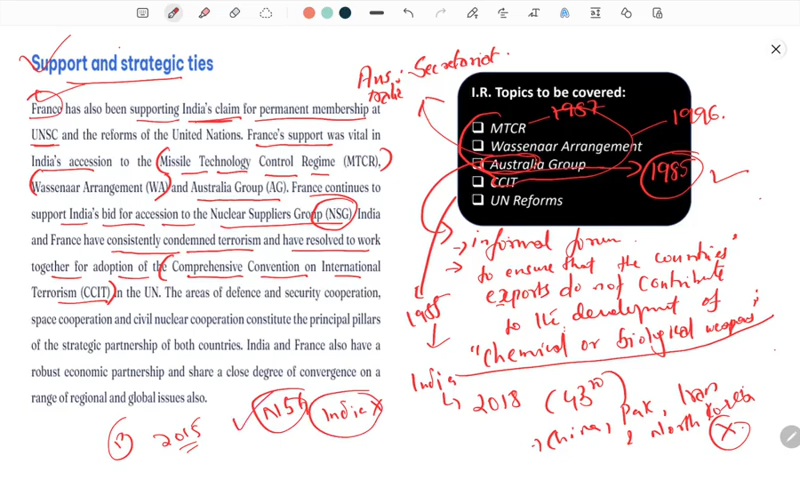 Support and strategic ties
France has also been supporting India's claim for permanent membership at
UNSC and the reforms of the United Nations. France's support was vital in
India's accession to the Missile Technology Control Regime (MTCR),
Wassenaar Arrangement (WA) and Australia Group (AG). France continues to
support India's bid for accession to the Nuclear Suppliers Group (NSG). India
and France have consistently condemned terrorism and have resolved to work
together for adoption of the Comprehensive Convention on International
Terrorism (CCIT) in the UN. The areas of defence and security cooperation,
space cooperation and civil nuclear cooperation constitute the principal pillars
of the strategic partnership of both countries. India and France also have a
robust economic partnership and share a close degree of convergence on a
range of regional and global issues also.
2015
India X
Secretariat.
I.R. Topics to be covered:
MTCR 1987
Wassenaar Arrangement 1996.
Australia Group
CCIT 1985
UN Reforms
→ informal forum
→ to ensure that the countries'
exports do not contribute
to the development of
"chemical or biological weapons
1985
India
2018 (43rd)
→ China, Pak, Iran
& North Korea
X